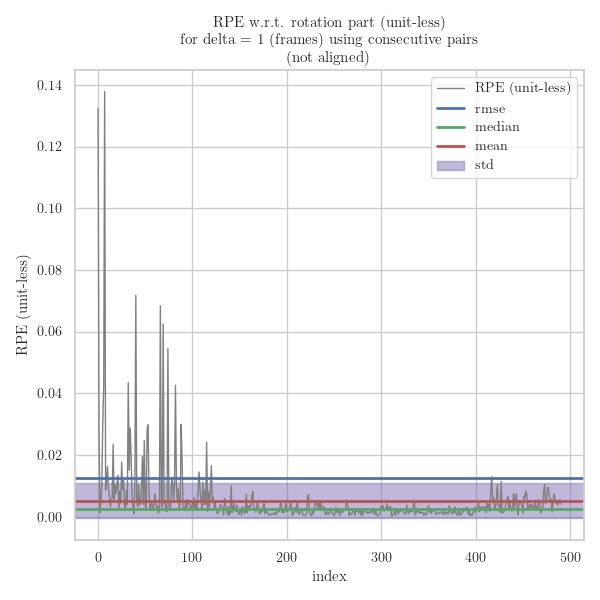 RPE w.r.t. rotation part (unit-less)
for delta = 1 (frames) using consecutive pairs
(not aligned)
RPE (unit-less)
rmse
median
mean
std
0.14
0.12
0.10
0.08
0.06
0.04
0.02
0.00
RPE (unit-less)
0
100
200
300
400
500
index